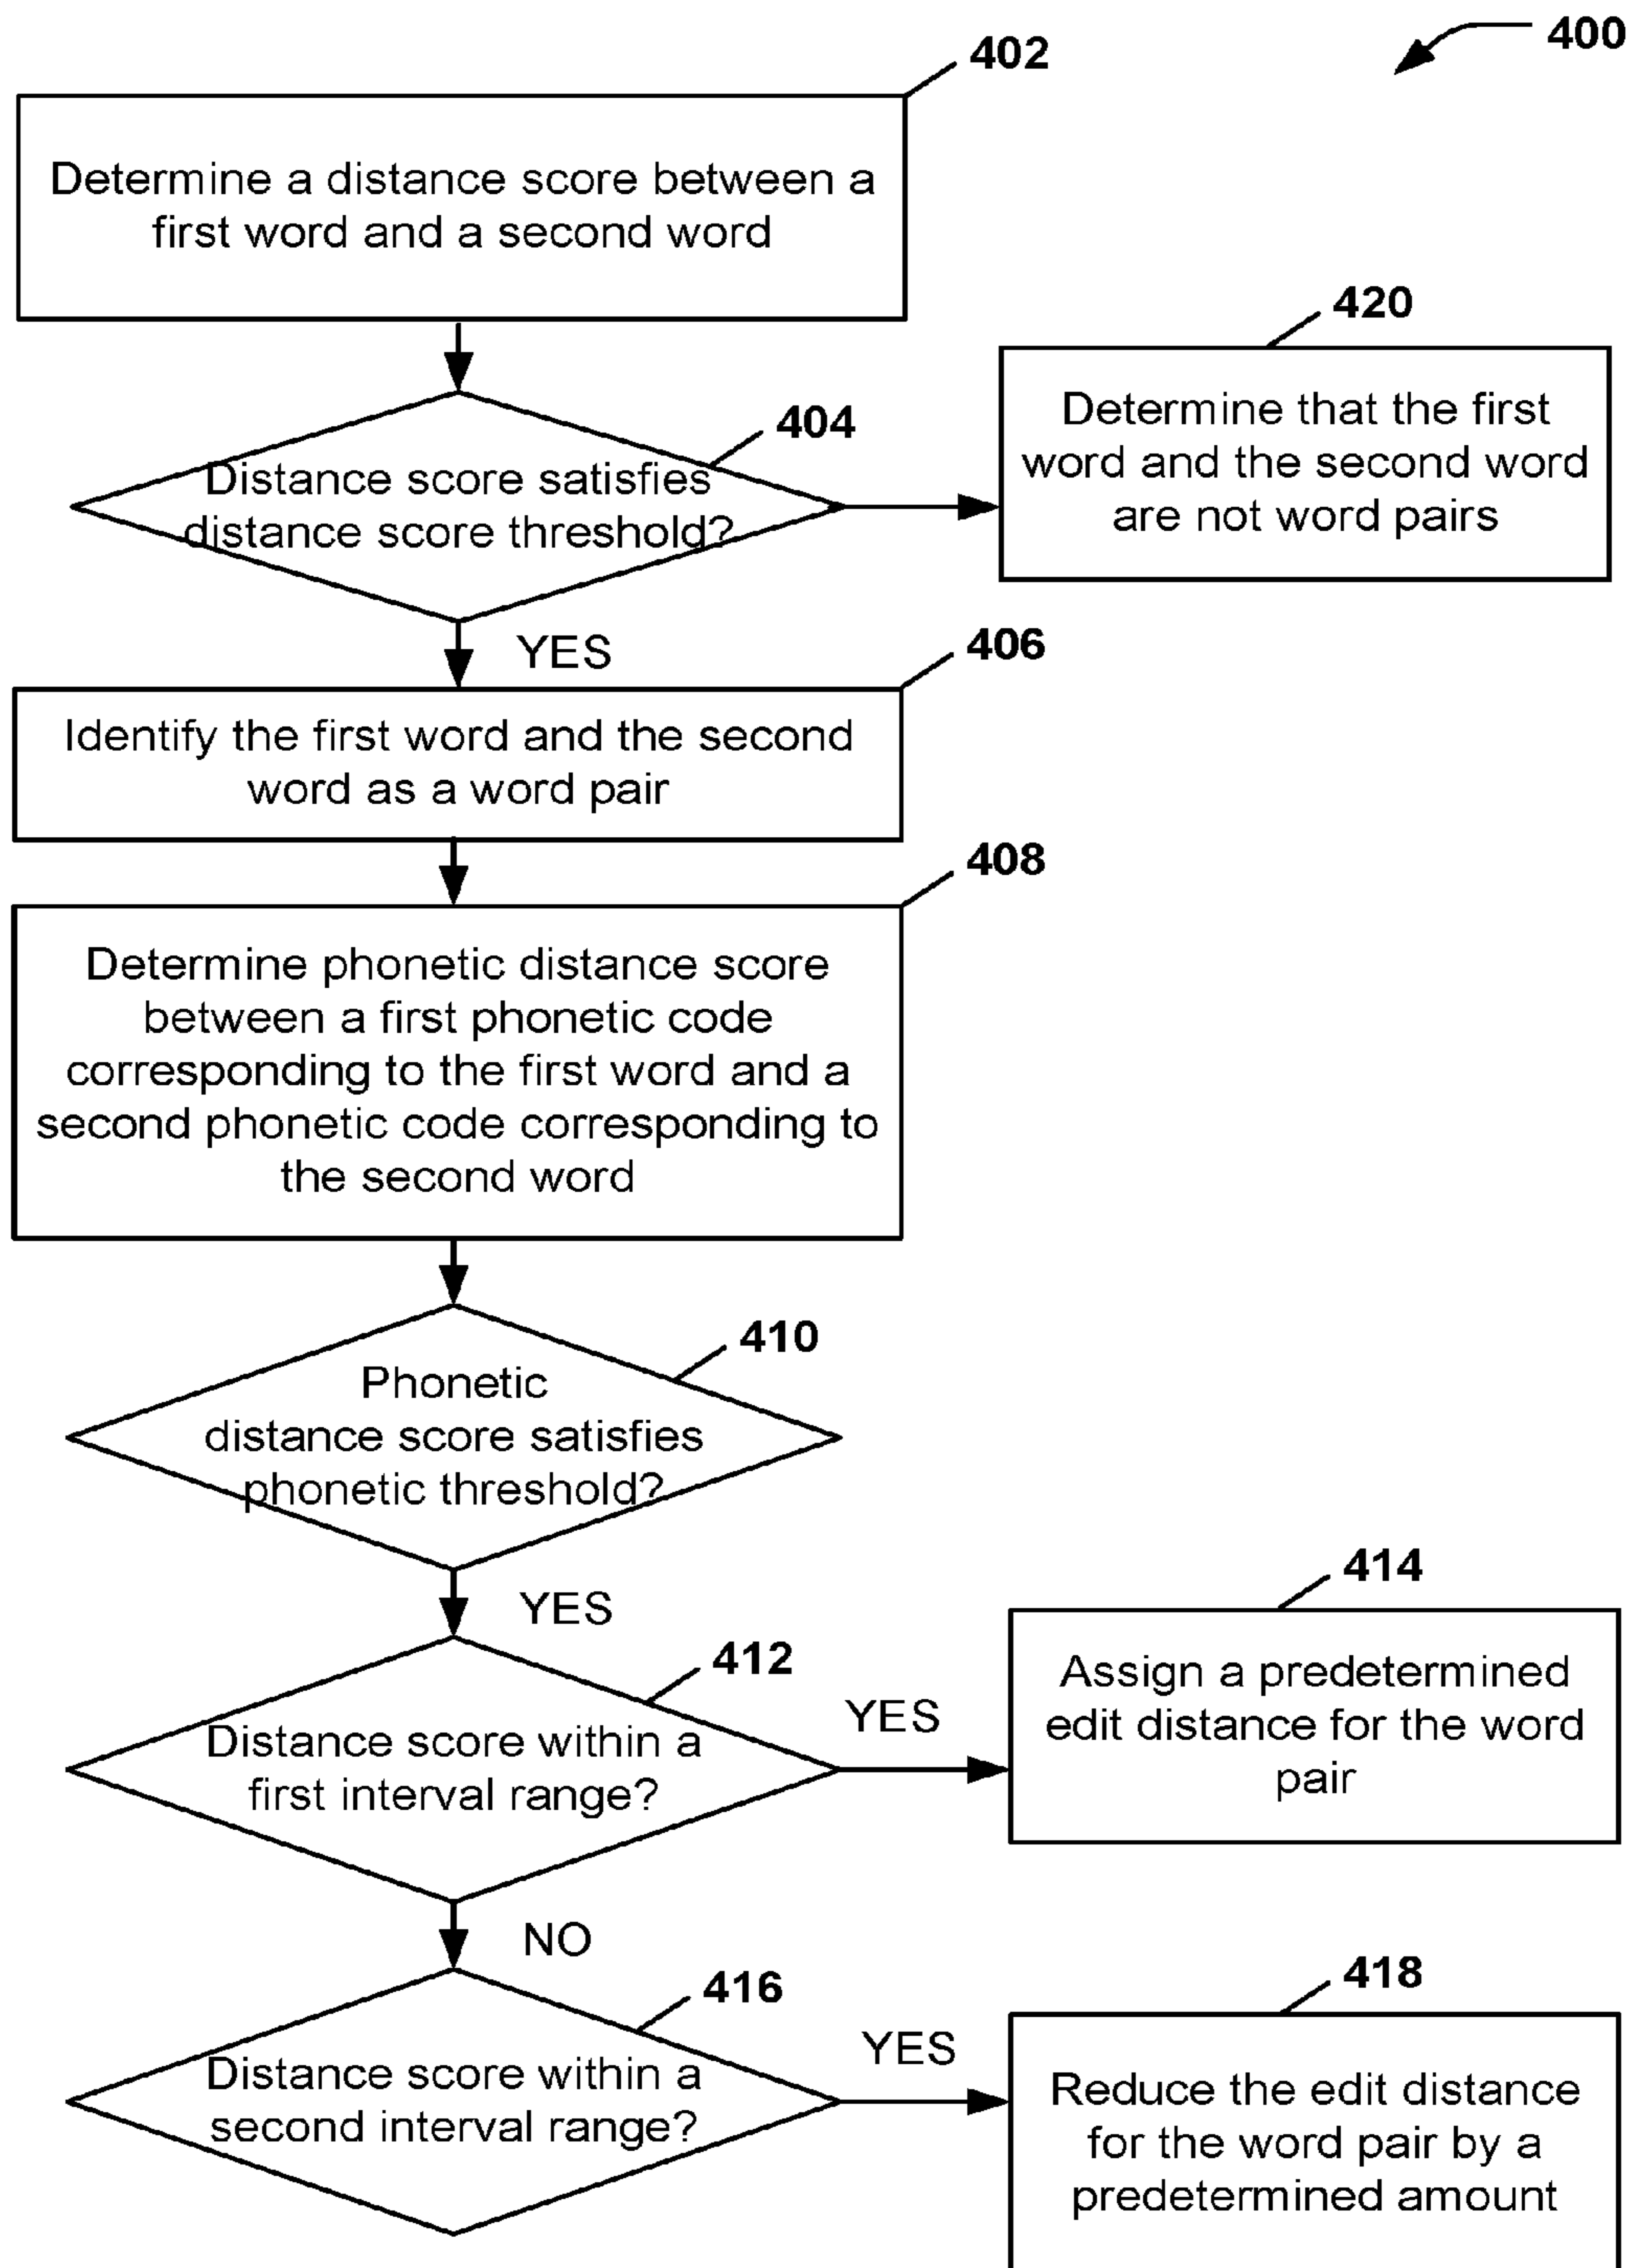 400
402
Determine a distance score between a
first word and a second word
420
Determine that the first
word and the second word
are not word pairs
404
Distance score satisfies
distance score threshold?
YES
406
Identify the first word and the second
word as a word pair
408
Determine phonetic distance score
between a first phonetic code
corresponding to the first word and a
second phonetic code corresponding to
the second word
410
Phonetic
distance score satisfies
phonetic threshold?
YES
412
Distance score within a
first interval range?
YES
414
Assign a predetermined
edit distance for the word
pair
NO
416
Distance score within a
second interval range?
YES
418
Reduce the edit distance
for the word pair by a
predetermined amount